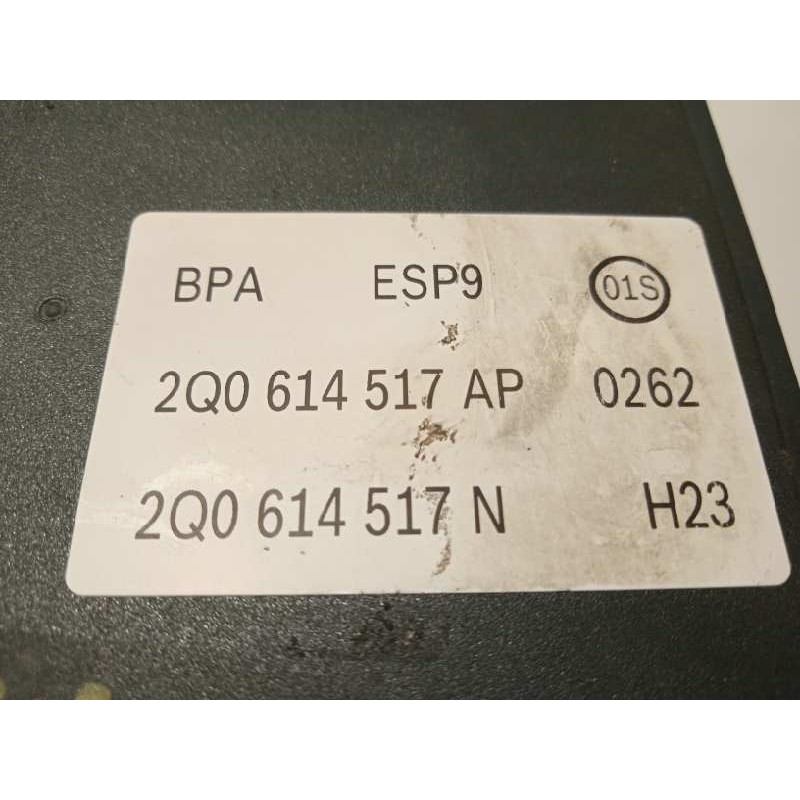 BPA ESP9 01S
2Q0 614 517 AP 0262
2Q0 614 517 N H23